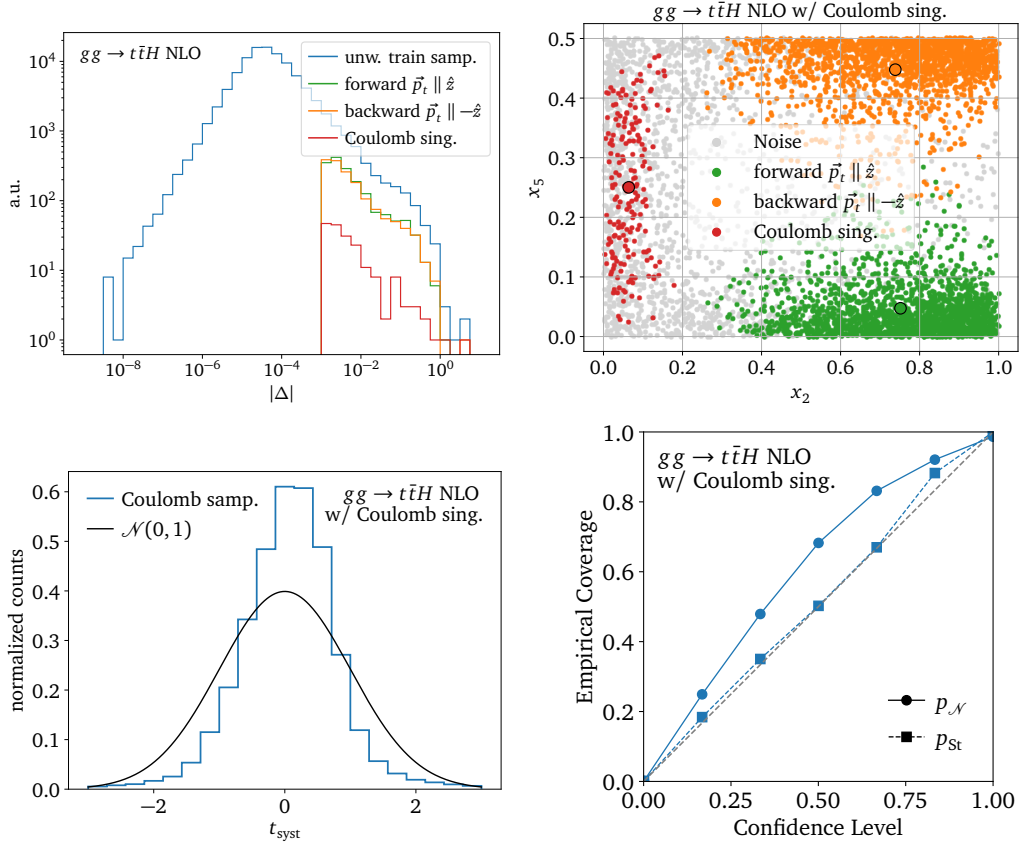 gg → tt̄H NLO
unw. train samp.
forward p⃗_t ∥ ẑ
backward p⃗_t ∥ −ẑ
Coulomb sing.
10^4
10^3
10^2
10^1
10^0
a.u.
10^−8
10^−6
10^−4
10^−2
10^0
|Δ|
gg → tt̄H NLO w/ Coulomb sing.
0.5
0.4
0.3
0.2
0.1
0.0
x_5
Noise
forward p⃗_t ∥ ẑ
backward p⃗_t ∥ −ẑ
Coulomb sing.
0.0
0.2
0.4
0.6
0.8
1.0
x_2
Coulomb samp.
𝒩(0, 1)
gg → tt̄H NLO
w/ Coulomb sing.
0.6
0.5
0.4
0.3
0.2
0.1
0.0
normalized counts
−2
0
2
t_syst
gg → tt̄H NLO
w/ Coulomb sing.
1.0
0.8
0.6
0.4
0.2
0.0
Empirical Coverage
p_𝒩
p_St
0.00
0.25
0.50
0.75
1.00
Confidence Level